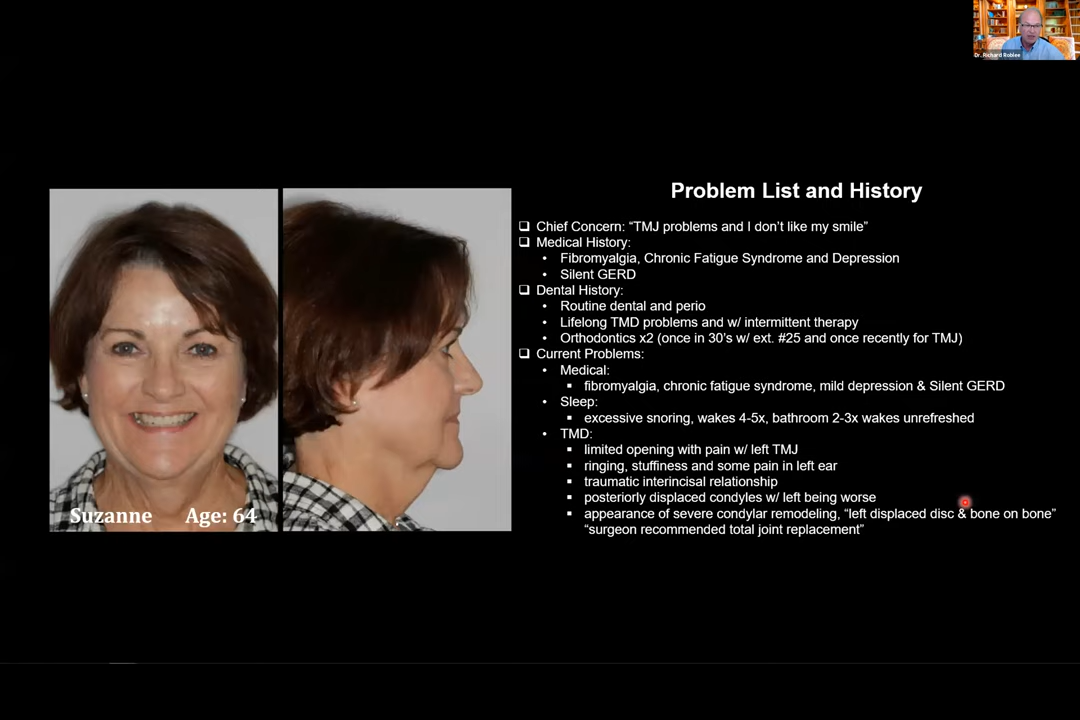 Dr. Richard Roblee
Problem List and History
Chief Concern: “TMJ problems and I don’t like my smile”
Medical History:
• Fibromyalgia, Chronic Fatigue Syndrome and Depression
• Silent GERD
Dental History:
• Routine dental and perio
• Lifelong TMD problems and w/ intermittent therapy
• Orthodontics x2 (once in 30’s w/ ext. #25 and once recently for TMJ)
Current Problems:
• Medical:
▪ fibromyalgia, chronic fatigue syndrome, mild depression & Silent GERD
• Sleep:
▪ excessive snoring, wakes 4-5x, bathroom 2-3x wakes unrefreshed
• TMD:
▪ limited opening with pain w/ left TMJ
▪ ringing, stuffiness and some pain in left ear
▪ traumatic interincisal relationship
▪ posteriorly displaced condyles w/ left being worse
▪ appearance of severe condylar remodeling, “left displaced disc & bone on bone”
“surgeon recommended total joint replacement”
Suzanne Age: 64